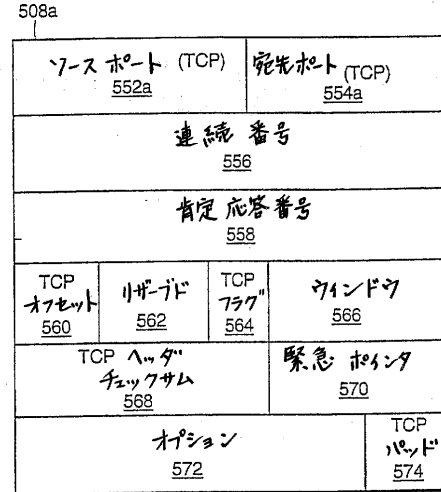 508a
ソース ポート (TCP)
552a
宛先ポート (TCP)
554a
連続 番号
556
肯定 応答番号
558
TCP
オフセット
560
リザーブド
562
TCP
フラグ
564
ウィンドウ
566
TCP ヘッダ
チェックサム
568
緊急 ポインタ
570
オプション
572
TCP
パッド
574